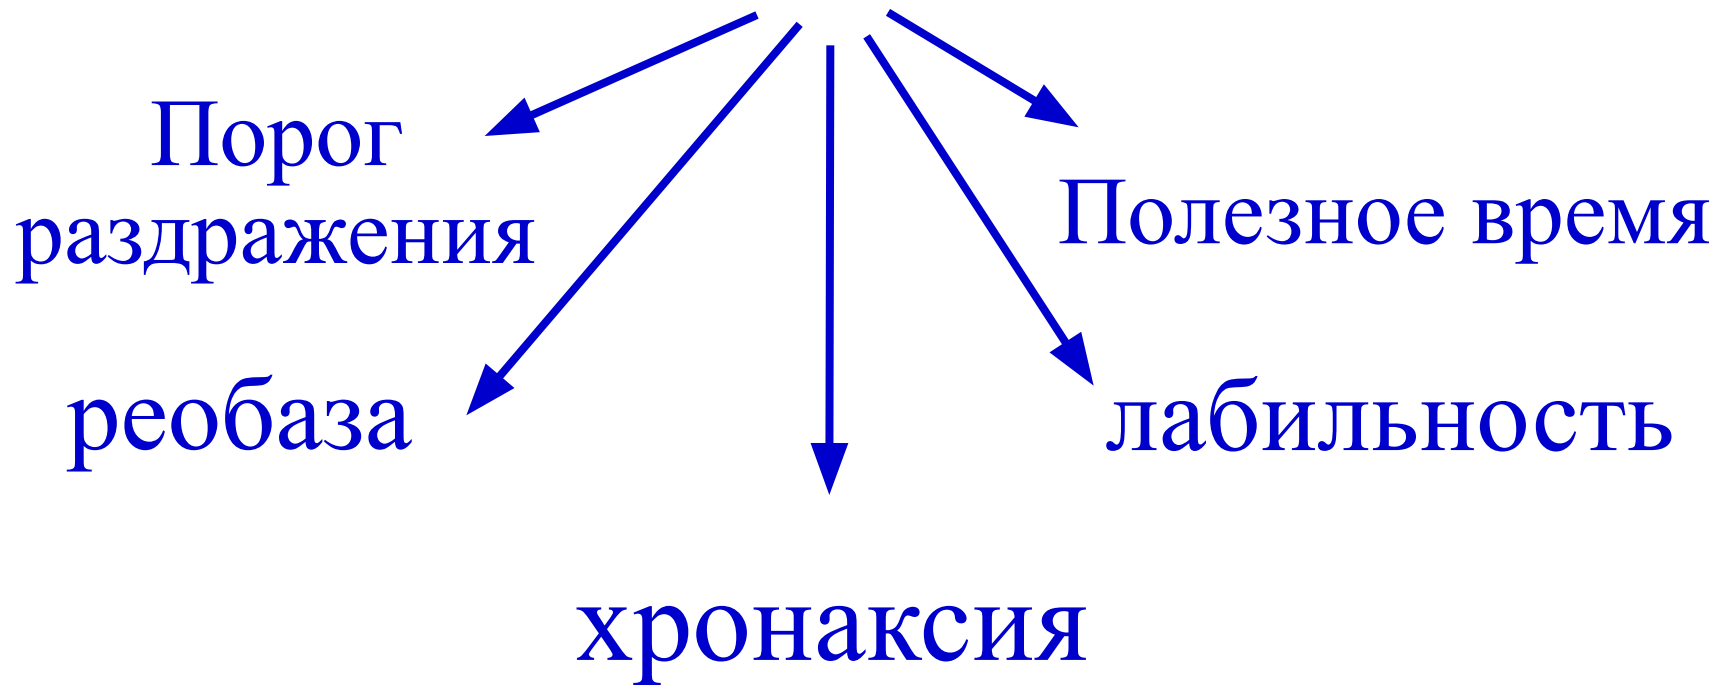 Порог
раздражения
Полезное время
реобаза
лабильность
хронаксия